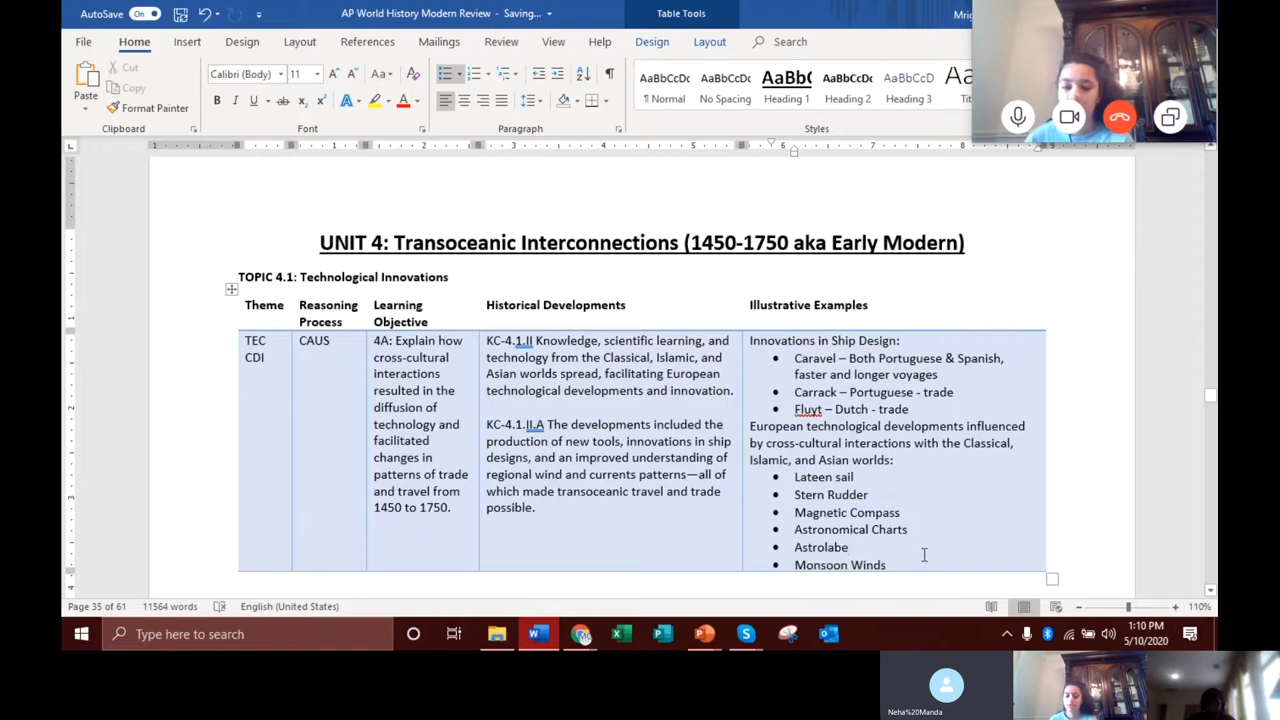 AutoSave On AP World History Modern Review - Saving... Table Tools
File Home Insert Design Layout References Mailings Review View Help Design Layout Search
Cut
Copy
Paste Format Painter
Calibri (Body) 11 Aa
B I U ab x₂ x² A A
AaBbCcDc AaBbCcDc AaBbC AaBbCcDc AaBbCcD
¶ Normal No Spacing Heading 1 Heading 2 Heading 3
Clipboard Font Paragraph Styles
UNIT 4: Transoceanic Interconnections (1450-1750 aka Early Modern)
TOPIC 4.1: Technological Innovations
Theme
Reasoning
Process
Learning
Objective
Historical Developments
Illustrative Examples
TEC
CDI
CAUS
4A: Explain how
cross-cultural
interactions
resulted in the
diffusion of
technology and
facilitated
changes in
patterns of trade
and travel from
1450 to 1750.
KC-4.1.II Knowledge, scientific learning, and
technology from the Classical, Islamic, and
Asian worlds spread, facilitating European
technological developments and innovation.
KC-4.1.II.A The developments included the
production of new tools, innovations in ship
designs, and an improved understanding of
regional wind and currents patterns—all of
which made transoceanic travel and trade
possible.
Innovations in Ship Design:
• Caravel – Both Portuguese & Spanish,
faster and longer voyages
• Carrack – Portuguese - trade
• Fluyt – Dutch - trade
European technological developments influenced
by cross-cultural interactions with the Classical,
Islamic, and Asian worlds:
• Lateen sail
• Stern Rudder
• Magnetic Compass
• Astronomical Charts
• Astrolabe
• Monsoon Winds
Page 35 of 61 11564 words English (United States) 110%
Type here to search
1:10 PM
5/10/2020
Neha%20Manda